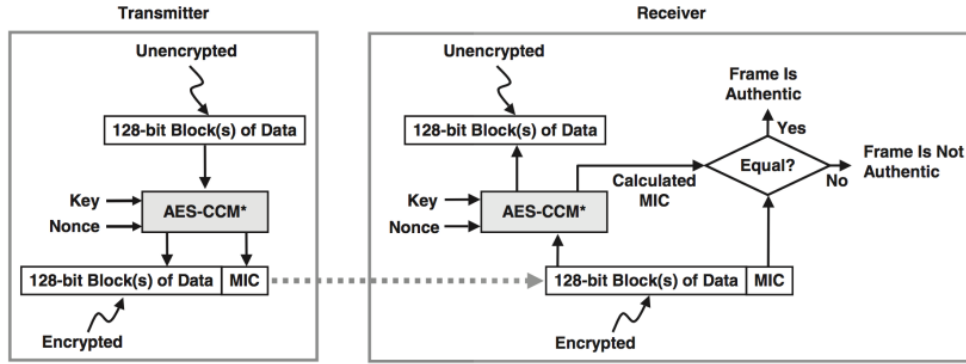 Transmitter
Unencrypted
128-bit Block(s) of Data
Key
Nonce
AES-CCM*
128-bit Block(s) of Data
MIC
Encrypted
Receiver
Unencrypted
128-bit Block(s) of Data
Key
Nonce
AES-CCM*
Calculated
MIC
Frame Is
Authentic
Yes
Equal?
No
Frame Is Not
Authentic
128-bit Block(s) of Data
MIC
Encrypted